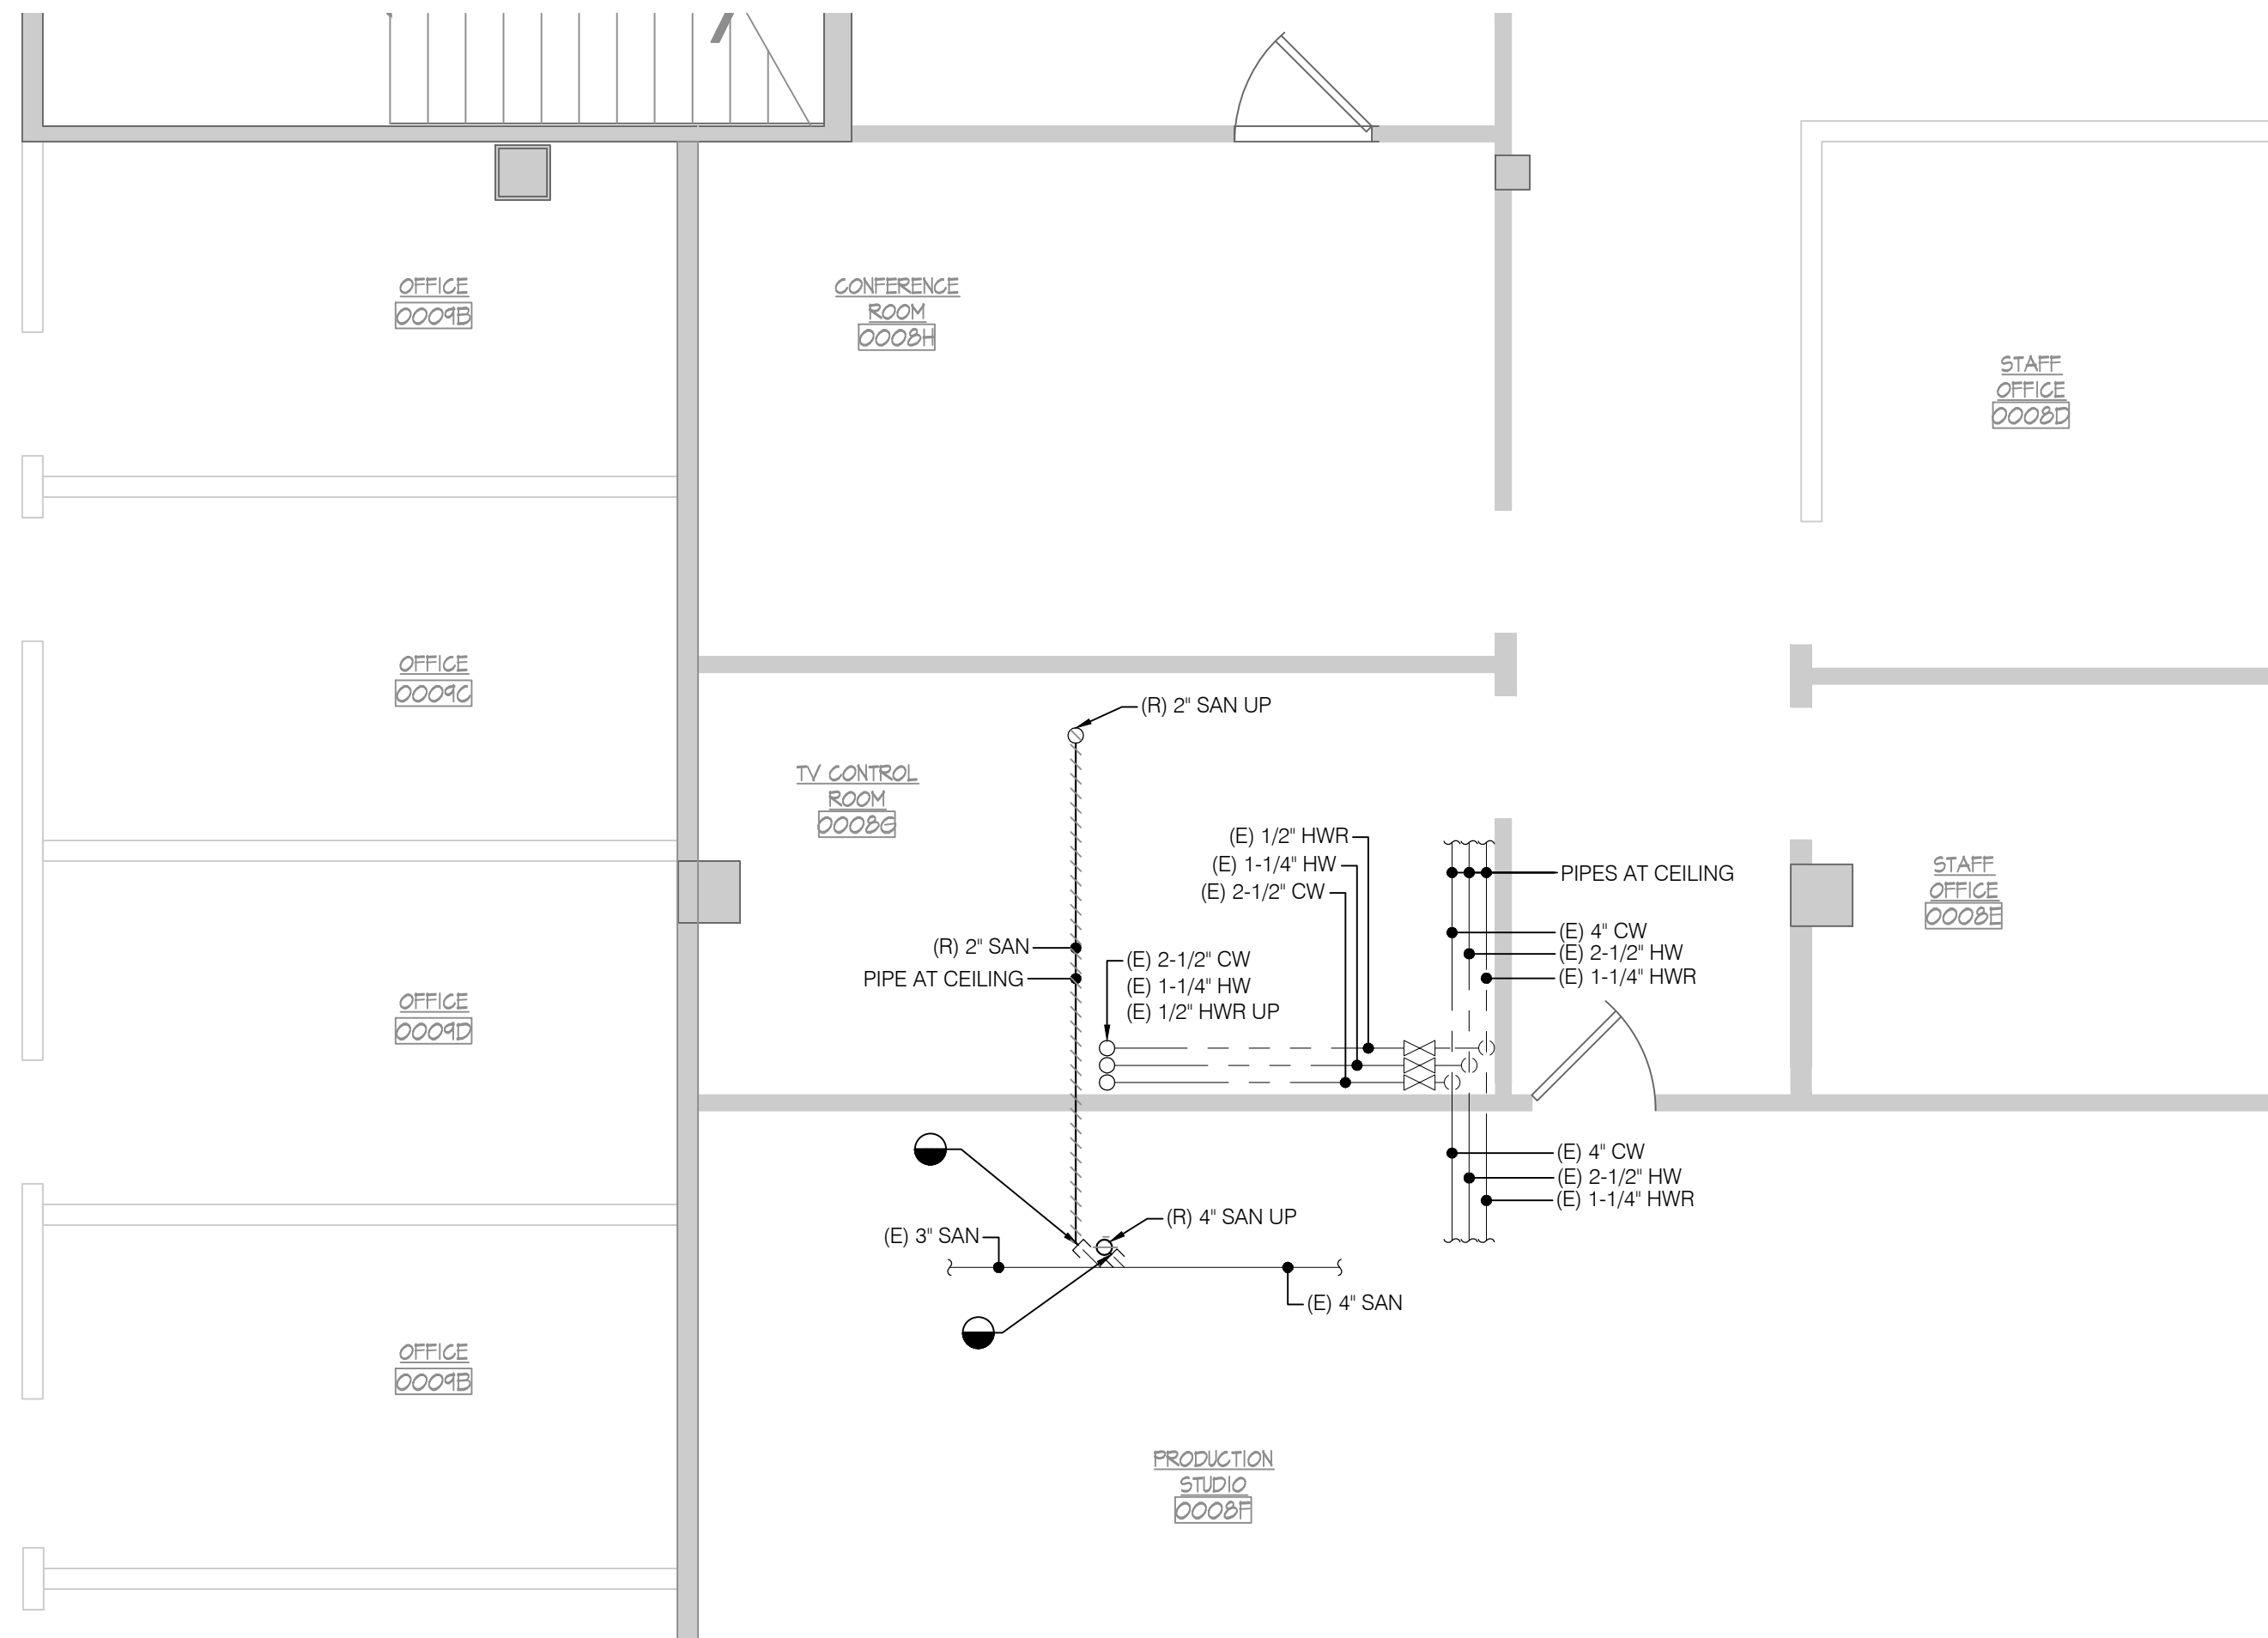 OFFICE
0009B
CONFERENCE
ROOM
0008H
STAFF
OFFICE
0008D
OFFICE
0009C
(R) 2" SAN UP
TV CONTROL
ROOM
0008G
(E) 1/2" HWR
(E) 1-1/4" HW
(E) 2-1/2" CW
PIPES AT CEILING
STAFF
OFFICE
0008E
(E) 4" CW
(E) 2-1/2" HW
(E) 1-1/4" HWR
(R) 2" SAN
PIPE AT CEILING
(E) 2-1/2" CW
(E) 1-1/4" HW
(E) 1/2" HWR UP
OFFICE
0009D
(E) 4" CW
(E) 2-1/2" HW
(E) 1-1/4" HWR
(R) 4" SAN UP
(E) 3" SAN
(E) 4" SAN
OFFICE
0009B
PRODUCTION
STUDIO
0008F